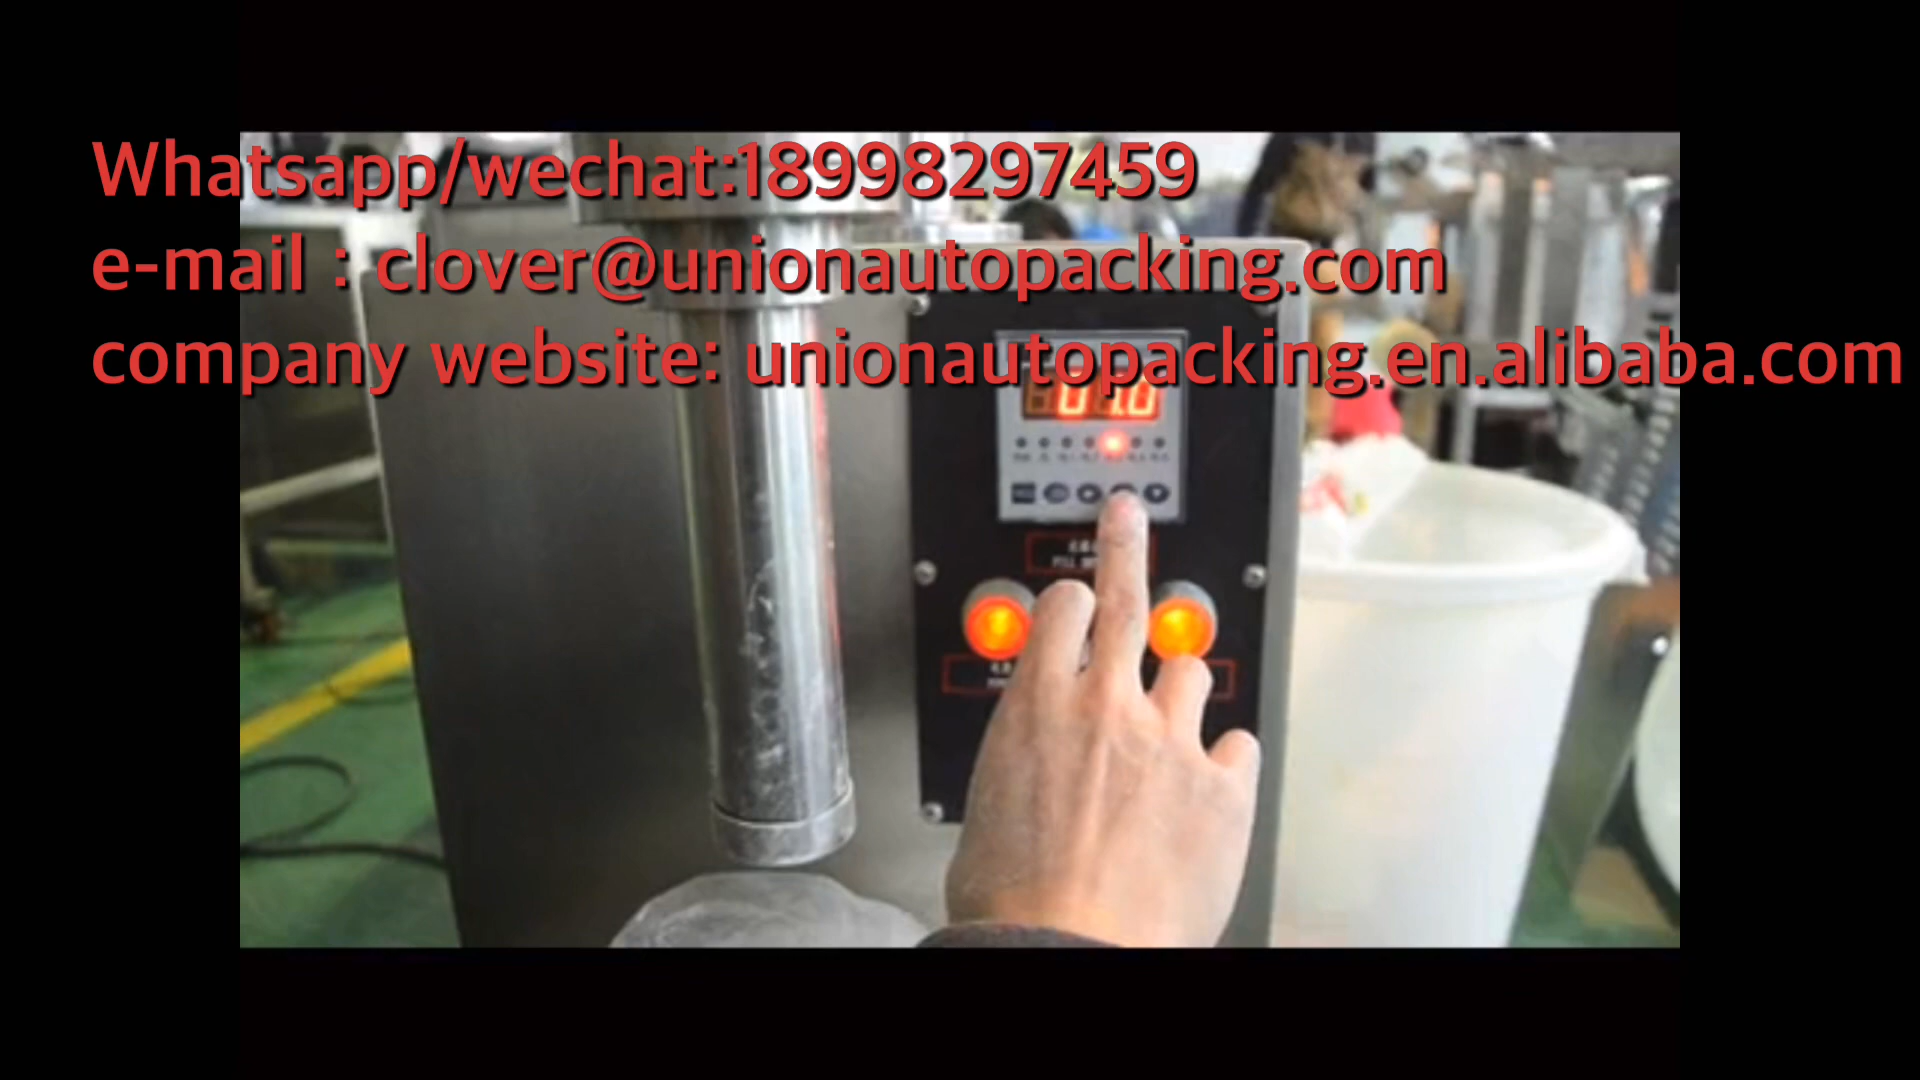 Whatsapp/wechat:18998297459
e-mail : clover@unionautopacking.com
company website: unionautopacking.en.alibaba.com